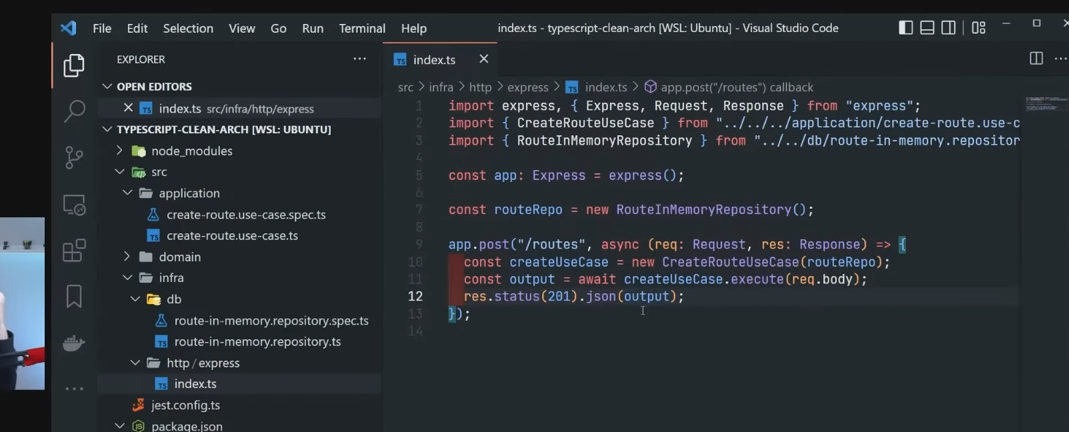 File Edit Selection View Go Run Terminal Help index.ts - typescript-clean-arch [WSL: Ubuntu] - Visual Studio Code
EXPLORER ...
OPEN EDITORS
TS index.ts src/infra/http/express
TYPESCRIPT-CLEAN-ARCH [WSL: UBUNTU]
node_modules
src
application
create-route.use-case.spec.ts
TS create-route.use-case.ts
domain
infra
db
route-in-memory.repository.spec.ts
TS route-in-memory.repository.ts
http / express
TS index.ts
jest.config.ts
package.json
TS index.ts
src > infra > http > express > TS index.ts > app.post("/routes") callback
1 import express, { Express, Request, Response } from "express";
2 import { CreateRouteUseCase } from "../../../application/create-route.use-c
3 import { RouteInMemoryRepository } from "../../db/route-in-memory.repositor
4
5 const app: Express = express();
6
7 const routeRepo = new RouteInMemoryRepository();
8
9 app.post("/routes", async (req: Request, res: Response) => {
10 const createUseCase = new CreateRouteUseCase(routeRepo);
11 const output = await createUseCase.execute(req.body);
12 res.status(201).json(output);
13 });
14